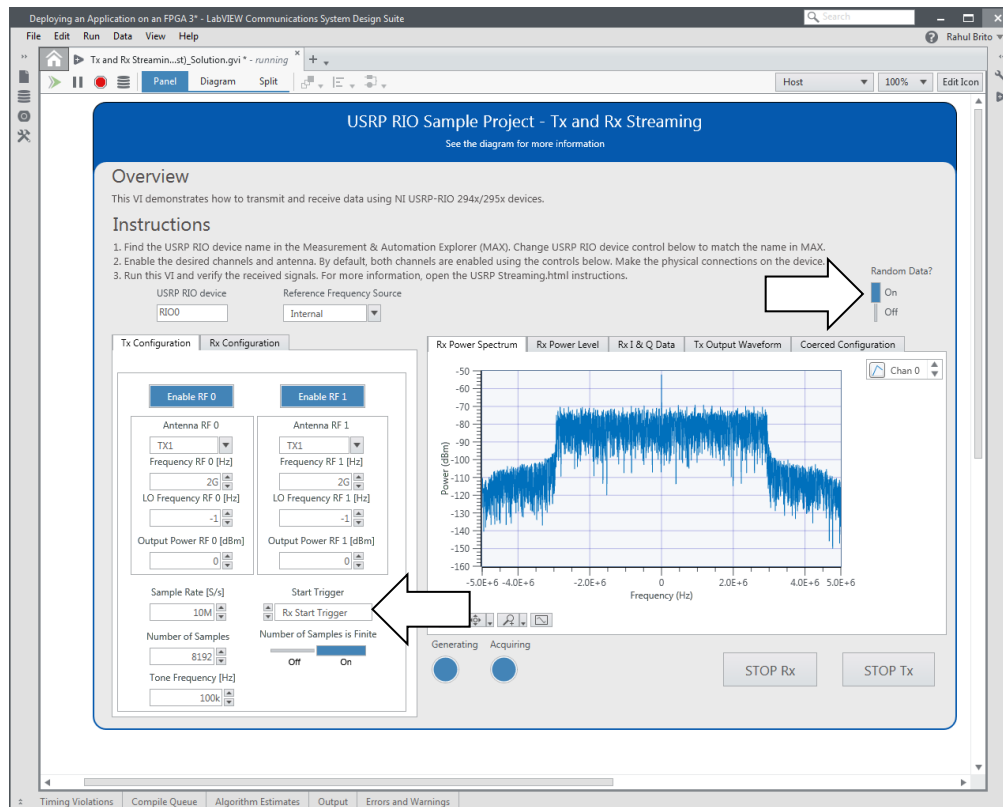 Deploying an Application on an FPGA 3* - LabVIEW Communications System Design Suite
Search
File Edit Run Data View Help
Rahul Brito
Tx and Rx Streamin...st)_Solution.gvi * - running
Panel Diagram Split
Host 100% Edit Icon
USRP RIO Sample Project - Tx and Rx Streaming
See the diagram for more information
Overview
This VI demonstrates how to transmit and receive data using NI USRP-RIO 294x/295x devices.
Instructions
1. Find the USRP RIO device name in the Measurement & Automation Explorer (MAX). Change USRP RIO device control below to match the name in MAX.
2. Enable the desired channels and antenna. By default, both channels are enabled using the controls below. Make the physical connections on the device.
3. Run this VI and verify the received signals. For more information, open the USRP Streaming.html instructions.
Random Data?
On
Off
USRP RIO device Reference Frequency Source
RIO0 Internal
Tx Configuration Rx Configuration
Enable RF 0 Enable RF 1
Antenna RF 0 Antenna RF 1
TX1 TX1
Frequency RF 0 [Hz] Frequency RF 1 [Hz]
2G 2G
LO Frequency RF 0 [Hz] LO Frequency RF 1 [Hz]
-1 -1
Output Power RF 0 [dBm] Output Power RF 1 [dBm]
0 0
Sample Rate [S/s] Start Trigger
10M Rx Start Trigger
Number of Samples Number of Samples is Finite
8192 Off On
Tone Frequency [Hz]
100k
Rx Power Spectrum Rx Power Level Rx I & Q Data Tx Output Waveform Coerced Configuration
Chan 0
Power (dBm)
-50
-60
-70
-80
-90
-100
-110
-120
-130
-140
-150
-160
-5.0E+6 -4.0E+6 -2.0E+6 0 2.0E+6 4.0E+6 5.0E+6
Frequency (Hz)
Generating Acquiring
STOP Rx STOP Tx
Timing Violations Compile Queue Algorithm Estimates Output Errors and Warnings